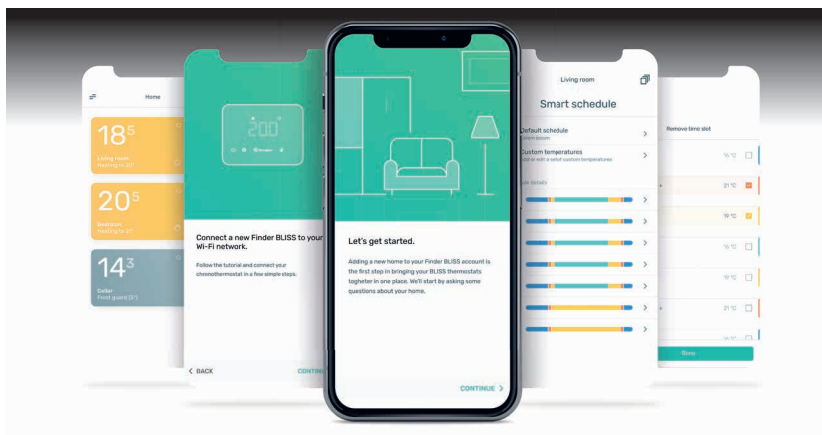 Home
18⁵
Living room
Heating to 20°
20⁵
Bedroom
Heating to 21°
14³
Cellar
Frost guard (5°)
200
Connect a new Finder BLISS to your
Wi-Fi network.
Follow the tutorial and connect your
chronothermostat in a few simple steps.
BACK
Let's get started.
Adding a new home to your Finder BLISS account is
the first step in bringing your BLISS thermostats
togheter in one place. We'll start by asking some
questions about your home.
CONTINUE
Living room
Smart schedule
Default schedule
Custom temperatures
details
Remove time slot
16 °C
21 °C
19 °C
16 °C
19 °C
21 °C
16 °C